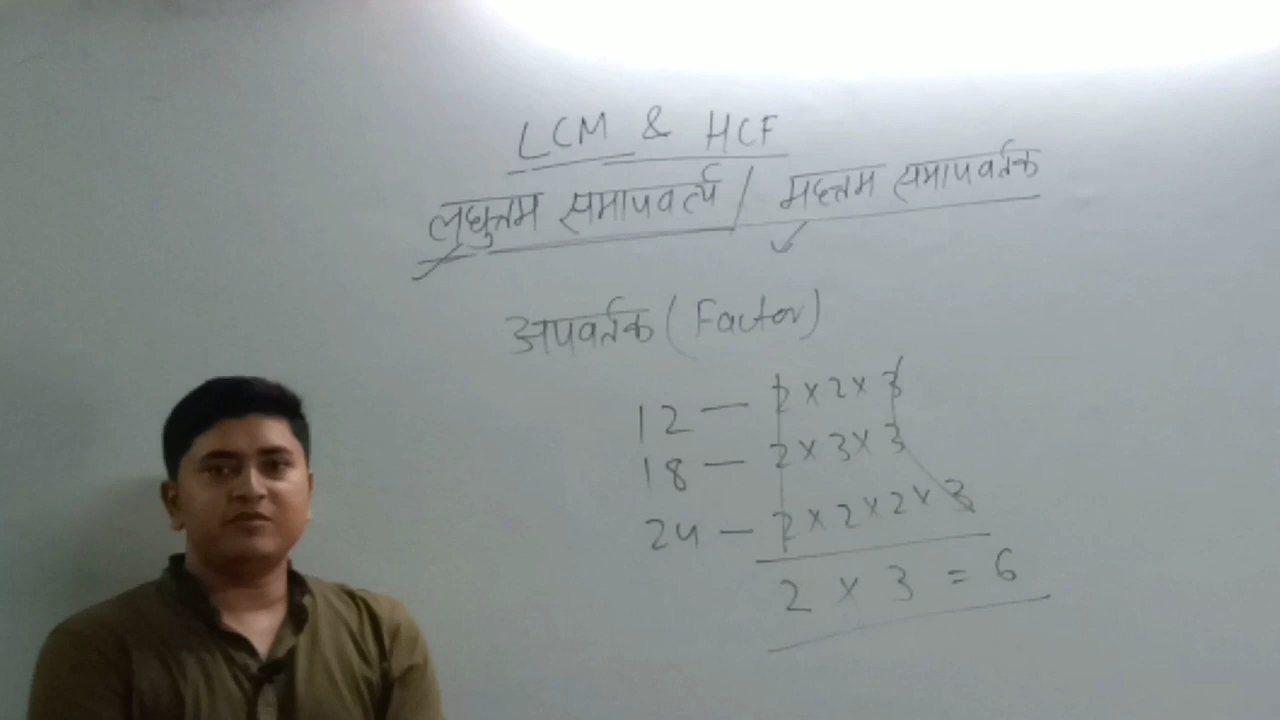 LCM & HCF
लघुत्तम समापवर्त्य / महत्तम समापवर्तक
अपवर्तक (Factor)
12 — 2 × 2 × 3
18 — 2 × 3 × 3
24 — 2 × 2 × 2 × 3
2 × 3 = 6